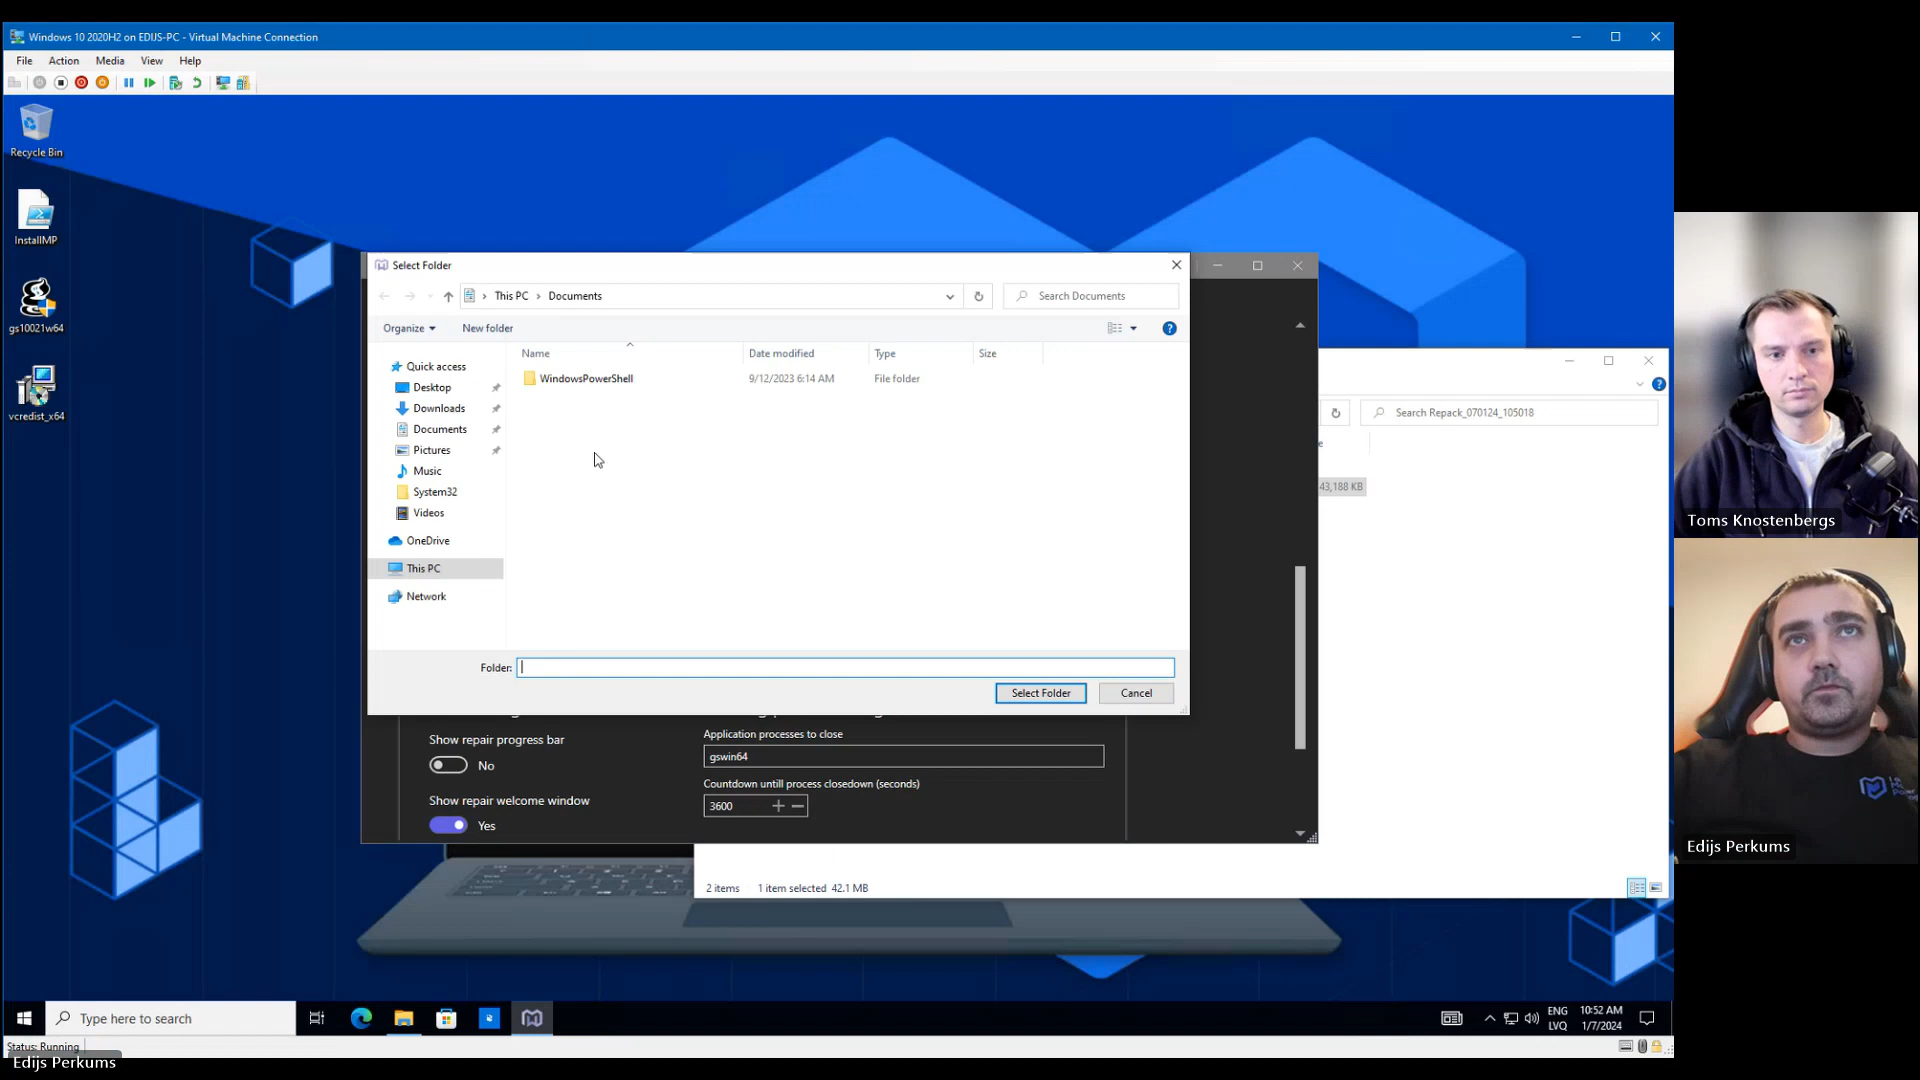 Windows 10 2020H2 on EDIJS-PC - Virtual Machine Connection
File Action Media View Help
Recycle Bin
InstallMP
gs10021w64
vcredist_x64
Select Folder
This PC > Documents
Search Documents
Organize New folder
Name Date modified Type Size
WindowsPowerShell 9/12/2023 6:14 AM File folder
Quick access
Desktop
Downloads
Documents
Pictures
Music
System32
Videos
OneDrive
This PC
Network
Folder:
Select Folder Cancel
Show repair progress bar
No
Show repair welcome window
Yes
Application processes to close
gswin64
Countdown untill process closedown (seconds)
3600
Search Repack_070124_105018
43,188 KB
2 items 1 item selected 42.1 MB
Type here to search
ENG
LVQ
10:52 AM
1/7/2024
Status: Running
Edijs Perkums
Toms Knostenbergs
Edijs Perkums